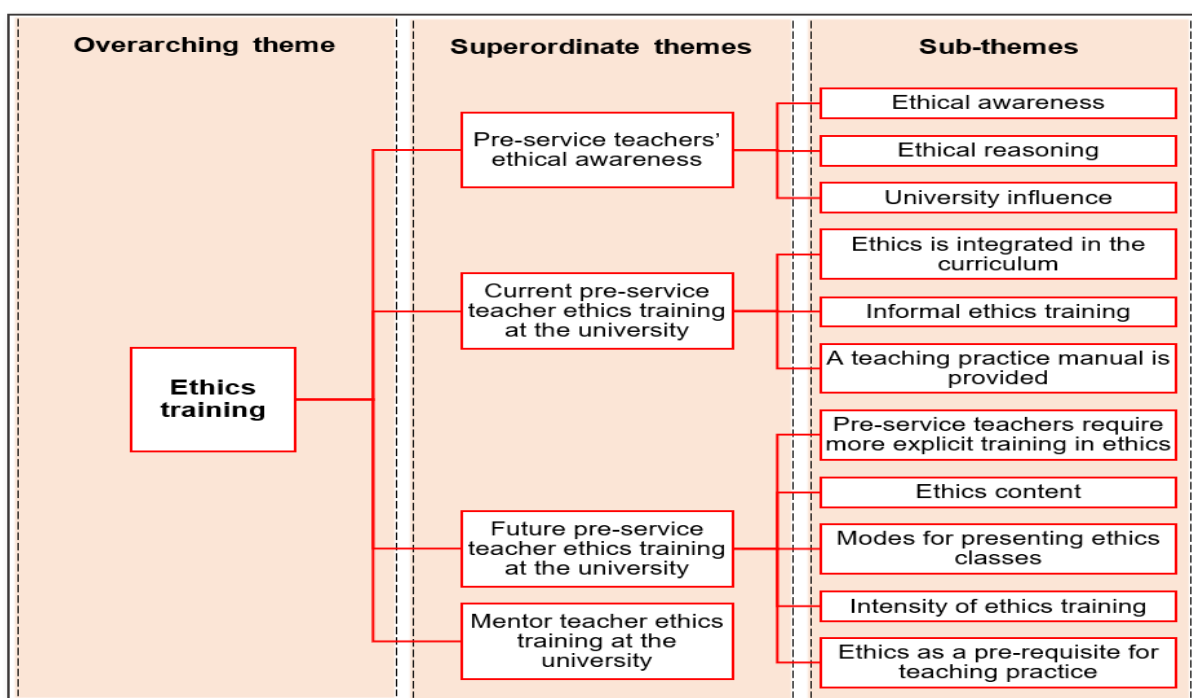 Overarching theme
Superordinate themes
Sub-themes
Ethics
training
Pre-service teachers’
ethical awareness
Current pre-service
teacher ethics training
at the university
Future pre-service
teacher ethics training
at the university
Mentor teacher ethics
training at the
university
Ethical awareness
Ethical reasoning
University influence
Ethics is integrated in the
curriculum
Informal ethics training
A teaching practice manual is
provided
Pre-service teachers require
more explicit training in ethics
Ethics content
Modes for presenting ethics
classes
Intensity of ethics training
Ethics as a pre-requisite for
teaching practice